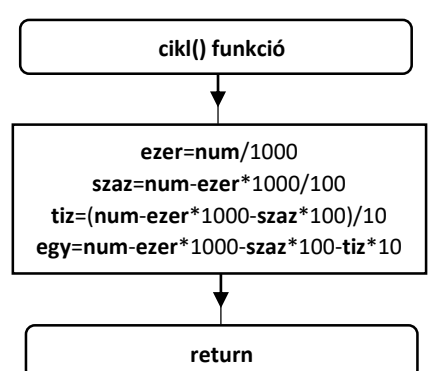 cikl() funkció
ezer=num/1000
szaz=num-ezer*1000/100
tiz=(num-ezer*1000-szaz*100)/10
egy=num-ezer*1000-szaz*100-tiz*10
return